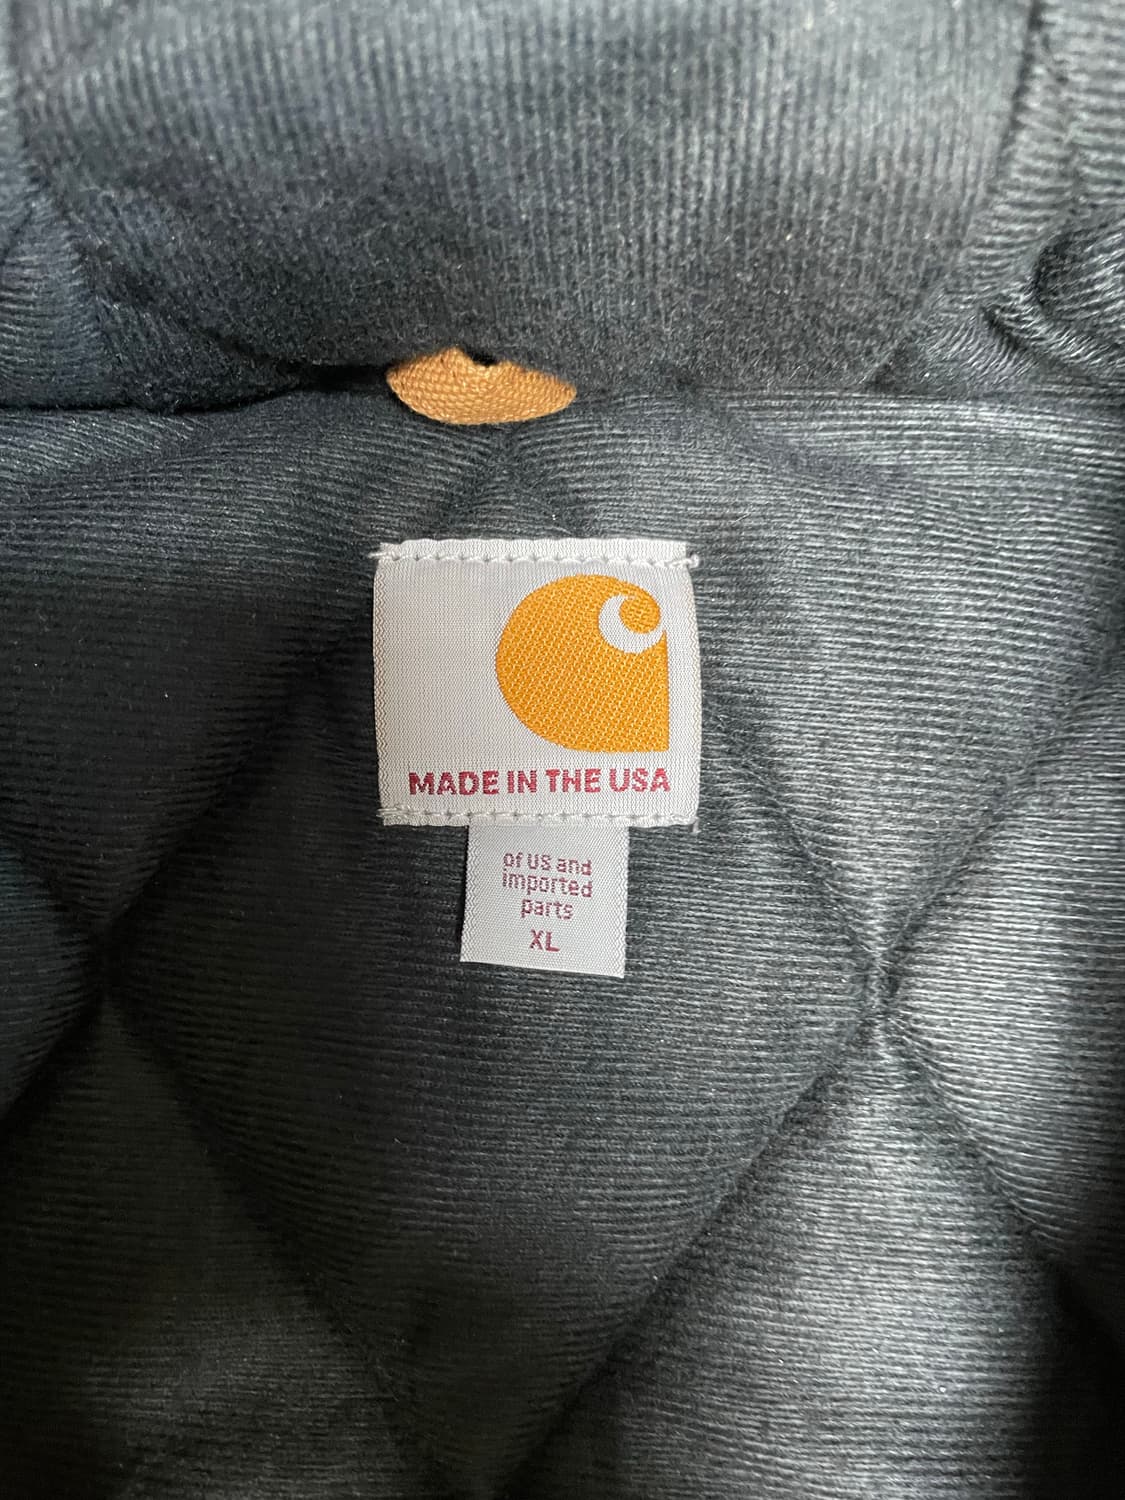 MADE IN THE USA
of US and
imported
parts
XL